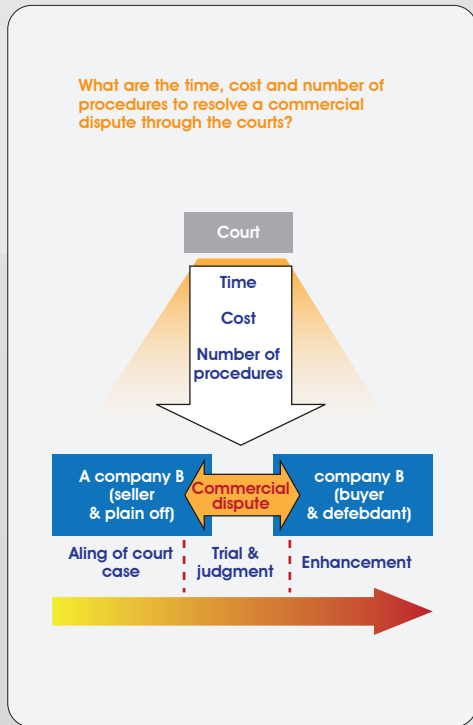 What are the time, cost and number of
procedures to resolve a commercial
dispute through the courts?
Court
Time
Cost
Number of
procedures
A company B
(seller
& plain off)
Commercial
dispute
company B
(buyer
& defebdant)
Aling of court
case
Trial &
judgment
Enhancement